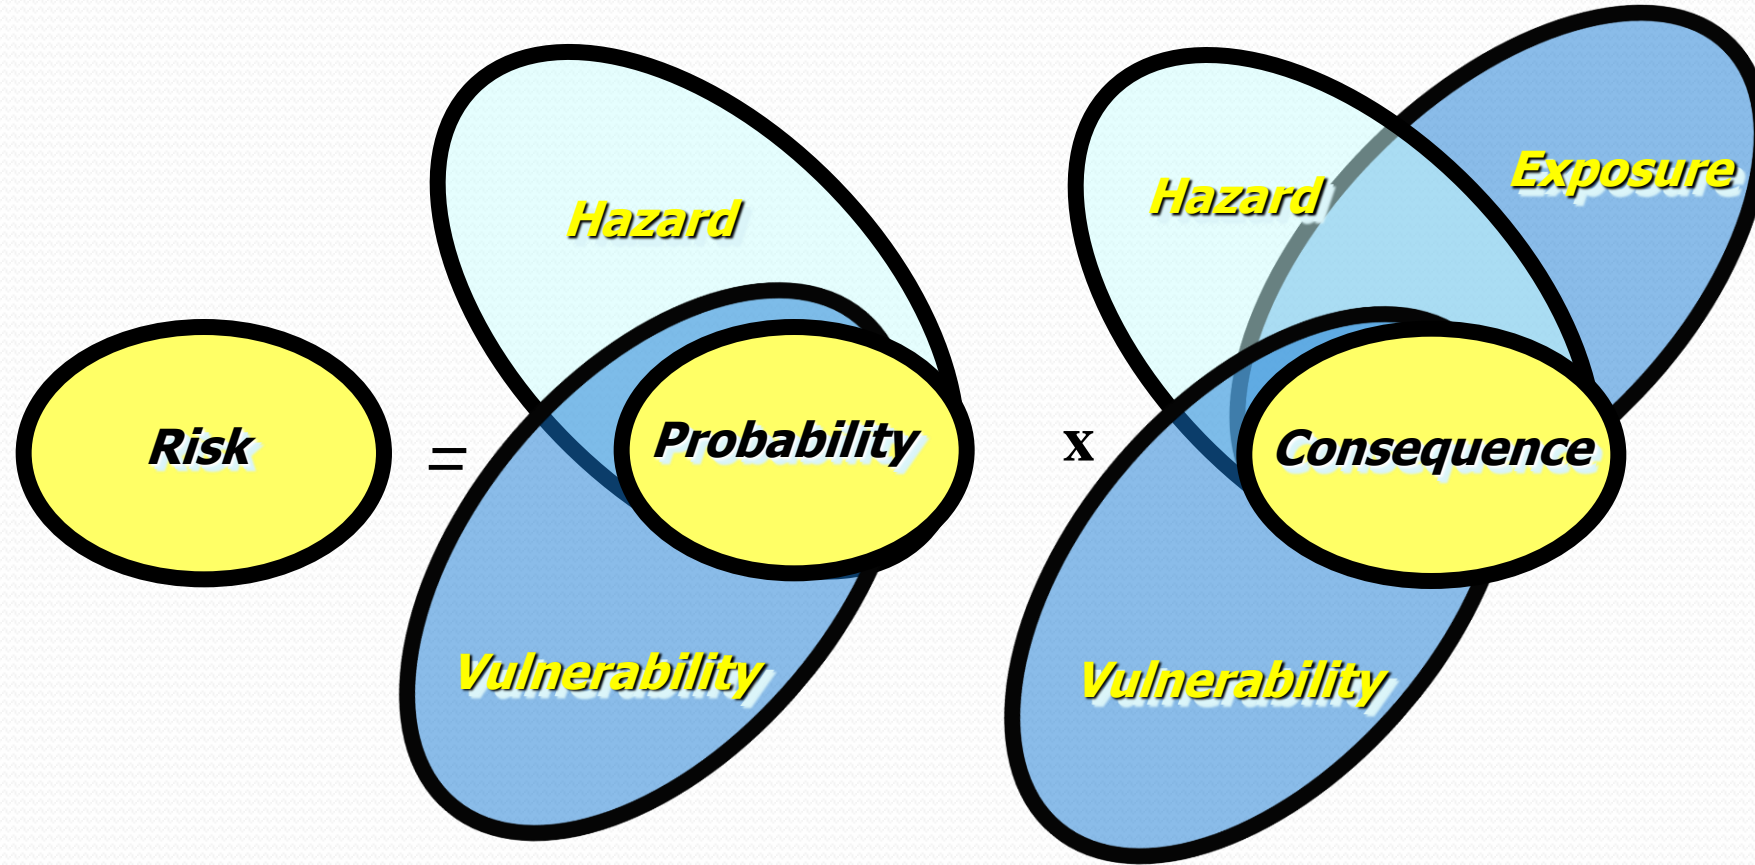 Hazard
Hazard
Exposure
Risk
=
Probability
x
Consequence
Vulnerability
Vulnerability